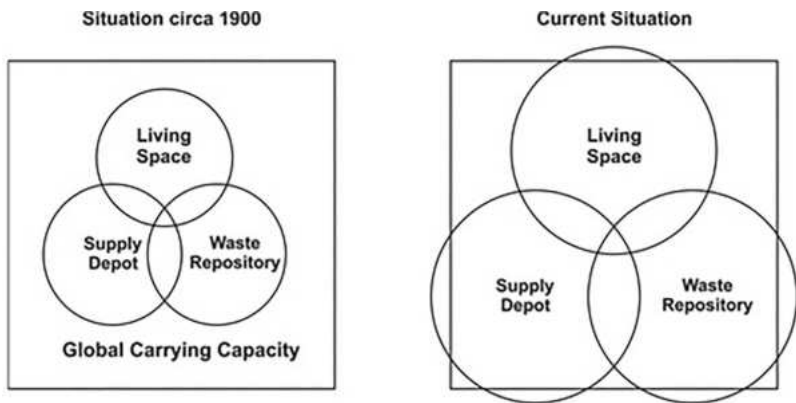 Situation circa 1900
Living
Space
Supply
Depot
Waste
Repository
Global Carrying Capacity
Current Situation
Living
Space
Supply
Depot
Waste
Repository